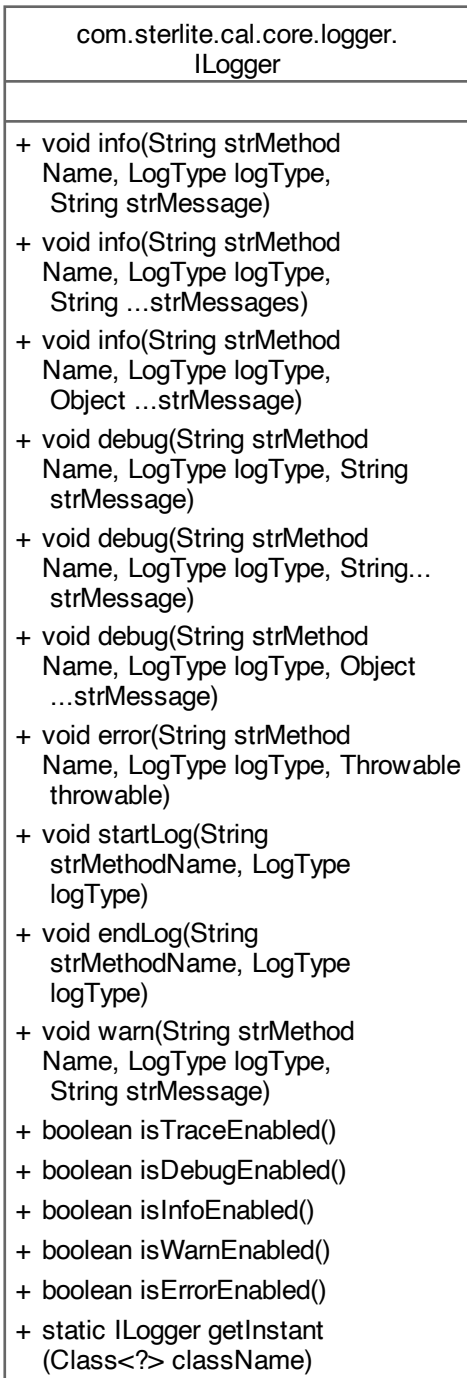 com.sterlite.cal.core.logger.
ILogger
+ void info(String strMethod
Name, LogType logType,
String strMessage)
+ void info(String strMethod
Name, LogType logType,
String ...strMessages)
+ void info(String strMethod
Name, LogType logType,
Object ...strMessage)
+ void debug(String strMethod
Name, LogType logType, String
strMessage)
+ void debug(String strMethod
Name, LogType logType, String...
strMessage)
+ void debug(String strMethod
Name, LogType logType, Object
...strMessage)
+ void error(String strMethod
Name, LogType logType, Throwable
throwable)
+ void startLog(String
strMethodName, LogType
logType)
+ void endLog(String
strMethodName, LogType
logType)
+ void warn(String strMethod
Name, LogType logType,
String strMessage)
+ boolean isTraceEnabled()
+ boolean isDebugEnabled()
+ boolean isInfoEnabled()
+ boolean isWarnEnabled()
+ boolean isErrorEnabled()
+ static ILogger getInstant
(Class<?> className)